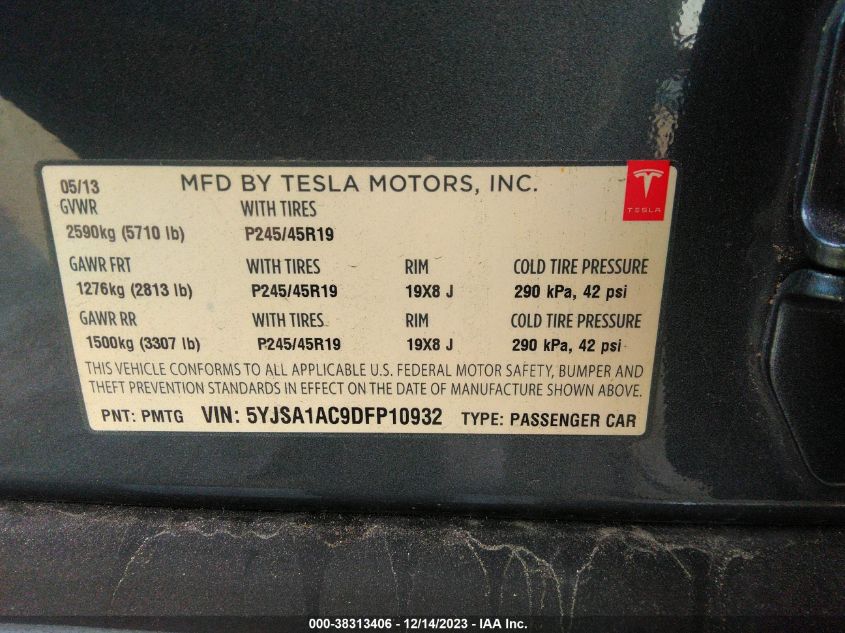 05/13 MFD BY TESLA MOTORS, INC.
TESLA
GVWR WITH TIRES
2590kg (5710 lb) P245/45R19
GAWR FRT WITH TIRES RIM COLD TIRE PRESSURE
1276kg (2813 lb) P245/45R19 19X8 J 290 kPa, 42 psi
GAWR RR WITH TIRES RIM COLD TIRE PRESSURE
1500kg (3307 lb) P245/45R19 19X8 J 290 kPa, 42 psi
THIS VEHICLE CONFORMS TO ALL APPLICABLE U.S. FEDERAL MOTOR SAFETY, BUMPER AND
THEFT PREVENTION STANDARDS IN EFFECT ON THE DATE OF MANUFACTURE SHOWN ABOVE.
PNT: PMTG VIN: 5YJSA1AC9DFP10932 TYPE: PASSENGER CAR
000-38313406 - 12/14/2023 - IAA Inc.